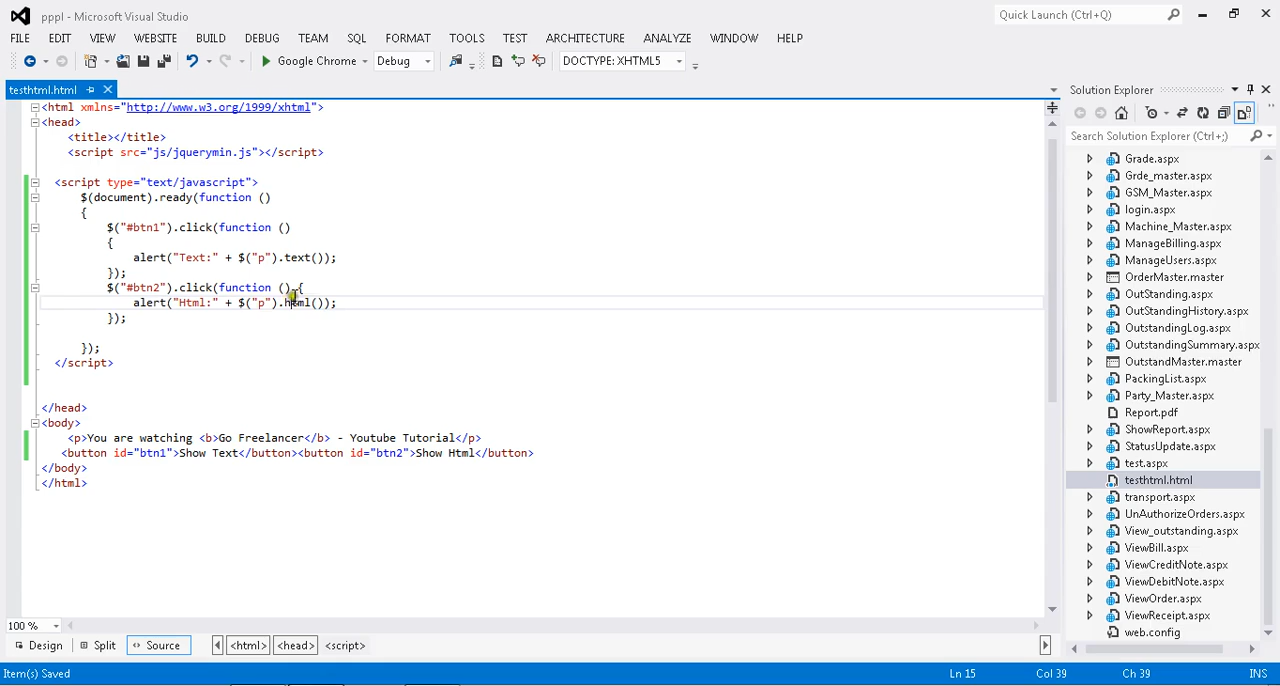 pppl - Microsoft Visual Studio
Quick Launch (Ctrl+Q)
FILE EDIT VIEW WEBSITE BUILD DEBUG TEAM SQL FORMAT TOOLS TEST ARCHITECTURE ANALYZE WINDOW HELP
Google Chrome Debug DOCTYPE: XHTML5
testhtml.html
<html xmlns="http://www.w3.org/1999/xhtml">
<head>
<title></title>
<script src="js/jquerymin.js"></script>
<script type="text/javascript">
$(document).ready(function ()
{
$("#btn1").click(function ()
{
alert("Text:" + $("p").text());
});
$("#btn2").click(function () {
alert("Html:" + $("p").html());
});
});
</script>
</head>
<body>
<p>You are watching <b>Go Freelancer</b> - Youtube Tutorial</p>
<button id="btn1">Show Text</button><button id="btn2">Show Html</button>
</body>
</html>
100 %
Design Split Source <html> <head> <script>
Solution Explorer
Search Solution Explorer (Ctrl+;)
Grade.aspx
Grde_master.aspx
GSM_Master.aspx
login.aspx
Machine_Master.aspx
ManageBilling.aspx
ManageUsers.aspx
OrderMaster.master
OutStanding.aspx
OutStandingHistory.aspx
OutstandingLog.aspx
OutstandingSummary.aspx
OutstandMaster.master
PackingList.aspx
Party_Master.aspx
Report.pdf
ShowReport.aspx
StatusUpdate.aspx
test.aspx
testhtml.html
transport.aspx
UnAuthorizeOrders.aspx
View_outstanding.aspx
ViewBill.aspx
ViewCreditNote.aspx
ViewDebitNote.aspx
ViewOrder.aspx
ViewReceipt.aspx
web.config
Item(s) Saved Ln 15 Col 39 Ch 39 INS